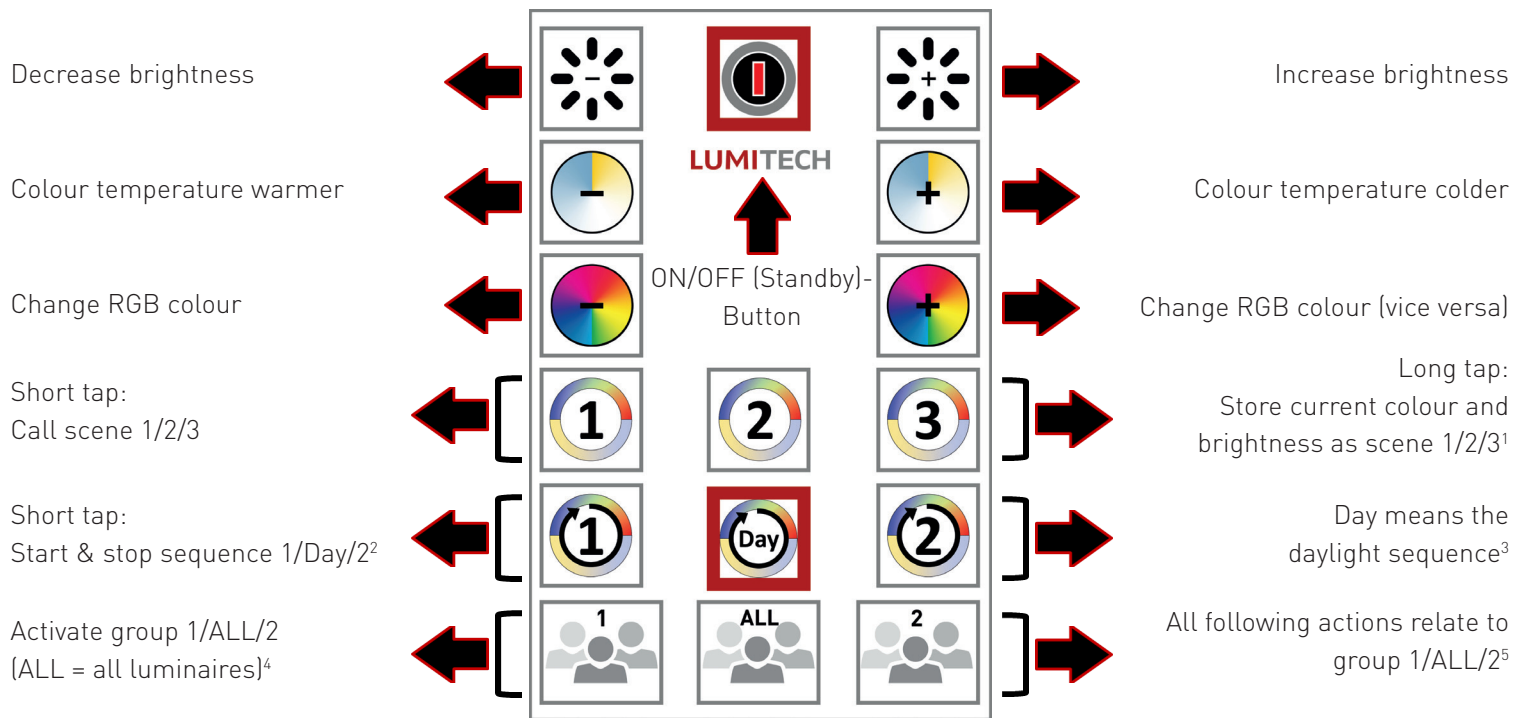 Decrease brightness
-
+
Increase brightness
LUMITECH
Colour temperature warmer
-
+
Colour temperature colder
ON/OFF (Standby)-
Button
Change RGB colour
-
+
Change RGB colour (vice versa)
Short tap:
Call scene 1/2/3
1
2
3
Long tap:
Store current colour and
brightness as scene 1/2/3¹
Short tap:
Start & stop sequence 1/Day/2²
1
Day
2
Day means the
daylight sequence³
Activate group 1/ALL/2
(ALL = all luminaires)⁴
1
ALL
2
All following actions relate to
group 1/ALL/2⁵